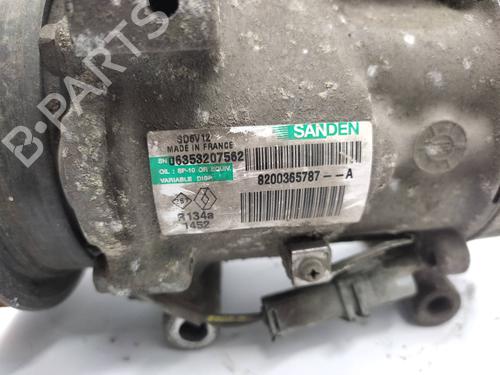 B-PARTS
SD6V12
SANDEN
MADE IN FRANCE
SN 06353207562
OIL : SP-10 OR EQUIV.
VARIABLE DISP.
8200365787--A
R134a
1452